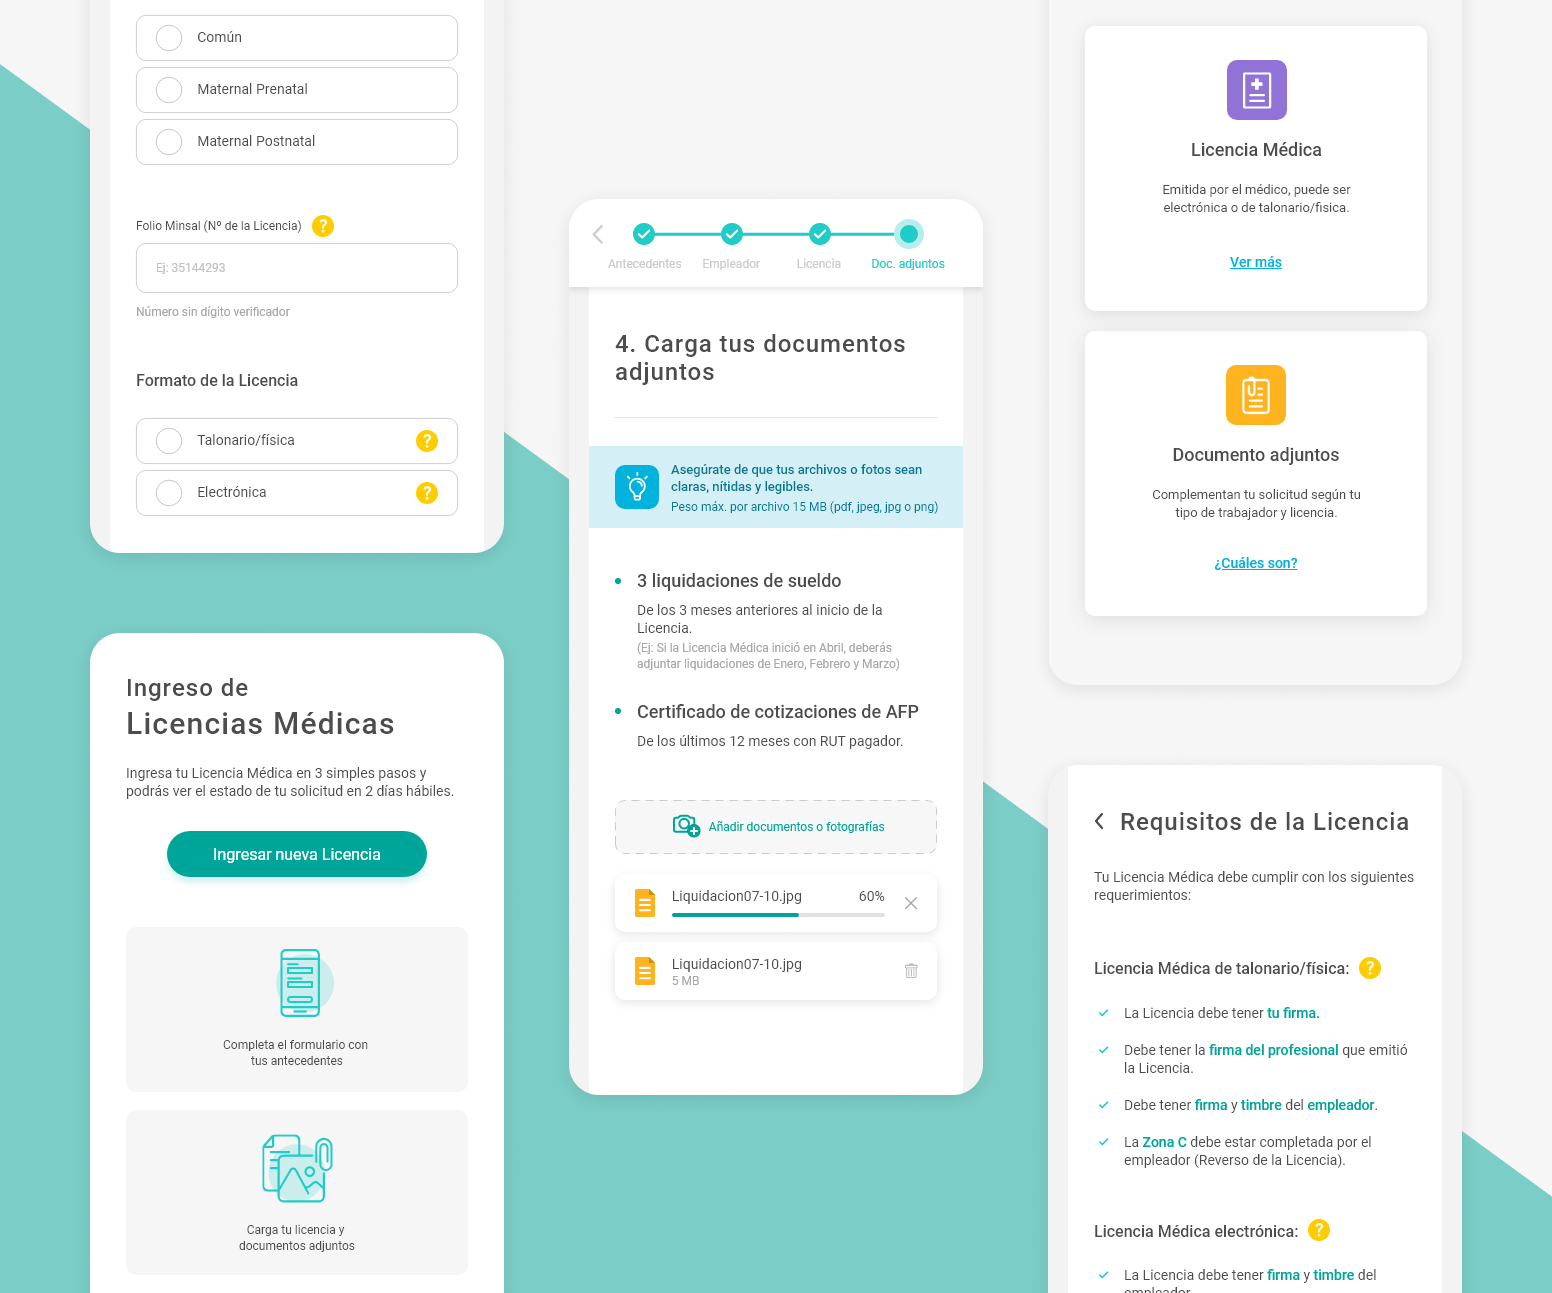 Común
Maternal Prenatal
Maternal Postnatal
Folio Minsal (Nº de la Licencia) ?
Ej: 35144293
Número sin dígito verificador
Formato de la Licencia
Talonario/física ?
Electrónica ?
Ingreso de
Licencias Médicas
Ingresa tu Licencia Médica en 3 simples pasos y
podrás ver el estado de tu solicitud en 2 días hábiles.
Ingresar nueva Licencia
Completa el formulario con
tus antecedentes
Carga tu licencia y
documentos adjuntos
Antecedentes Empleador Licencia Doc. adjuntos
4. Carga tus documentos
adjuntos
Asegúrate de que tus archivos o fotos sean
claras, nítidas y legibles.
Peso máx. por archivo 15 MB (pdf, jpeg, jpg o png)
3 liquidaciones de sueldo
De los 3 meses anteriores al inicio de la
Licencia.
(Ej: Si la Licencia Médica inició en Abril, deberás
adjuntar liquidaciones de Enero, Febrero y Marzo)
Certificado de cotizaciones de AFP
De los últimos 12 meses con RUT pagador.
Añadir documentos o fotografías
Liquidacion07-10.jpg 60%
Liquidacion07-10.jpg
5 MB
Licencia Médica
Emitida por el médico, puede ser
electrónica o de talonario/fisica.
Ver más
Documento adjuntos
Complementan tu solicitud según tu
tipo de trabajador y licencia.
¿Cuáles son?
Requisitos de la Licencia
Tu Licencia Médica debe cumplir con los siguientes
requerimientos:
Licencia Médica de talonario/física: ?
La Licencia debe tener tu firma.
Debe tener la firma del profesional que emitió
la Licencia.
Debe tener firma y timbre del empleador.
La Zona C debe estar completada por el
empleador (Reverso de la Licencia).
Licencia Médica electrónica: ?
La Licencia debe tener firma y timbre del
empleador